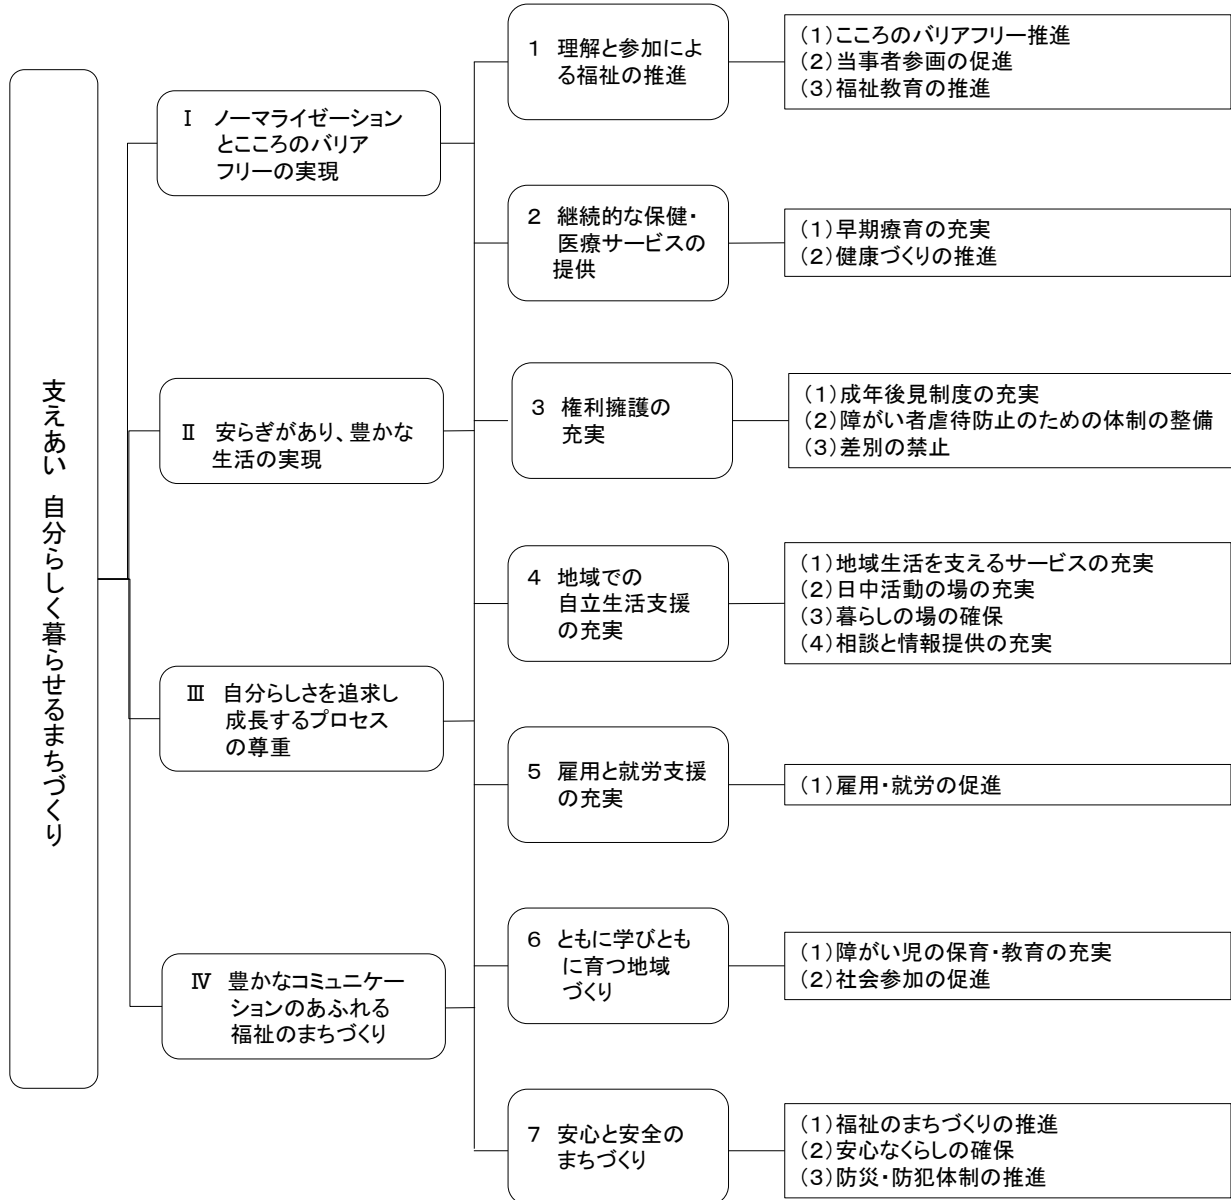 支えあい 自分らしく暮らせるまちづくり
Ⅰ ノーマライゼーション
とこころのバリア
フリーの実現
Ⅱ 安らぎがあり、豊かな
生活の実現
Ⅲ 自分らしさを追求し
成長するプロセス
の尊重
Ⅳ 豊かなコミュニケー
ションのあふれる
福祉のまちづくり
1 理解と参加によ
る福祉の推進
(1)こころのバリアフリー推進
(2)当事者参画の促進
(3)福祉教育の推進
2 継続的な保健・
医療サービスの
提供
(1)早期療育の充実
(2)健康づくりの推進
3 権利擁護の
充実
(1)成年後見制度の充実
(2)障がい者虐待防止のための体制の整備
(3)差別の禁止
4 地域での
自立生活支援
の充実
(1)地域生活を支えるサービスの充実
(2)日中活動の場の充実
(3)暮らしの場の確保
(4)相談と情報提供の充実
5 雇用と就労支援
の充実
(1)雇用・就労の促進
6 ともに学びとも
に育つ地域
づくり
(1)障がい児の保育・教育の充実
(2)社会参加の促進
7 安心と安全の
まちづくり
(1)福祉のまちづくりの推進
(2)安心なくらしの確保
(3)防災・防犯体制の推進